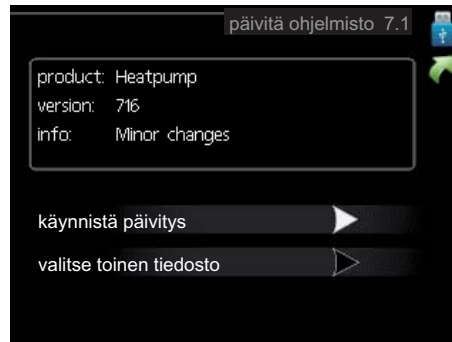 päivitä ohjelmisto 7.1
product: Heatpump
version: 716
info: Minor changes
käynnistä päivitys
valitse toinen tiedosto